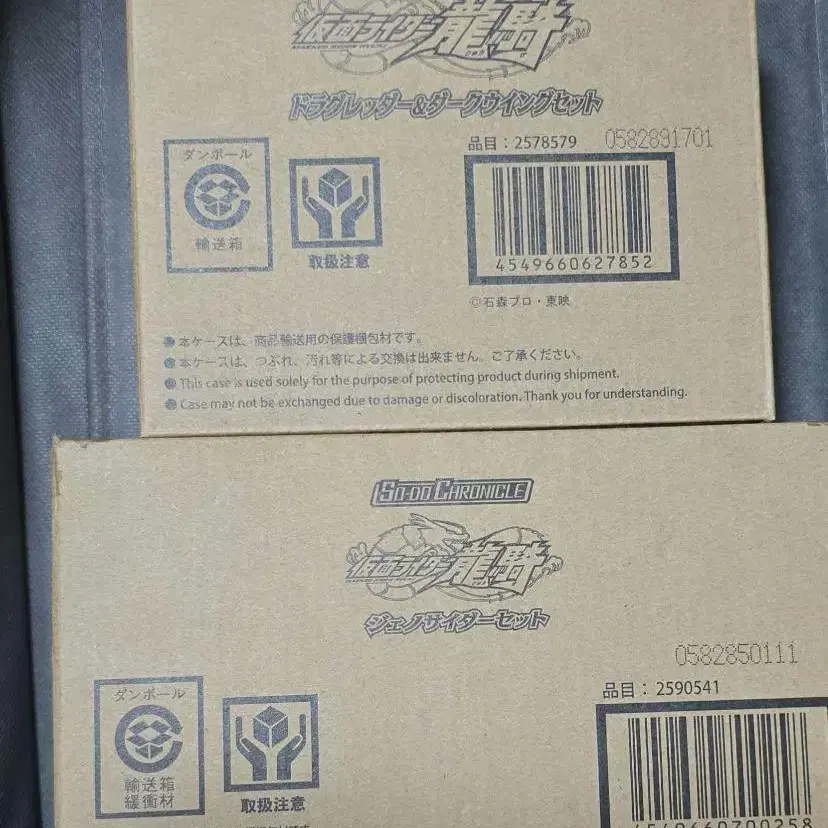 仮面ライダー龍騎
MASKED RIDER RYUKI
ドラグレッダー&ダークウイングセット
品目：2578579
0582891701
ダンボール
輸送箱
取扱注意
4549660627852
©石森プロ・東映
●本ケースは、商品輸送用の保護梱包材です。
●本ケースは、つぶれ、汚れ等による交換は出来ません。ご了承ください。
●This case is used solely for the purpose of protecting product during shipment.
●Case may not be exchanged due to damage or discoloration. Thank you for understanding.
SO-DO CHRONICLE
仮面ライダー龍騎
MASKED RIDER RYUKI
ジェノサイダーセット
0582850111
品目：2590541
ダンボール
輸送箱
緩衝材
取扱注意
4549660700258